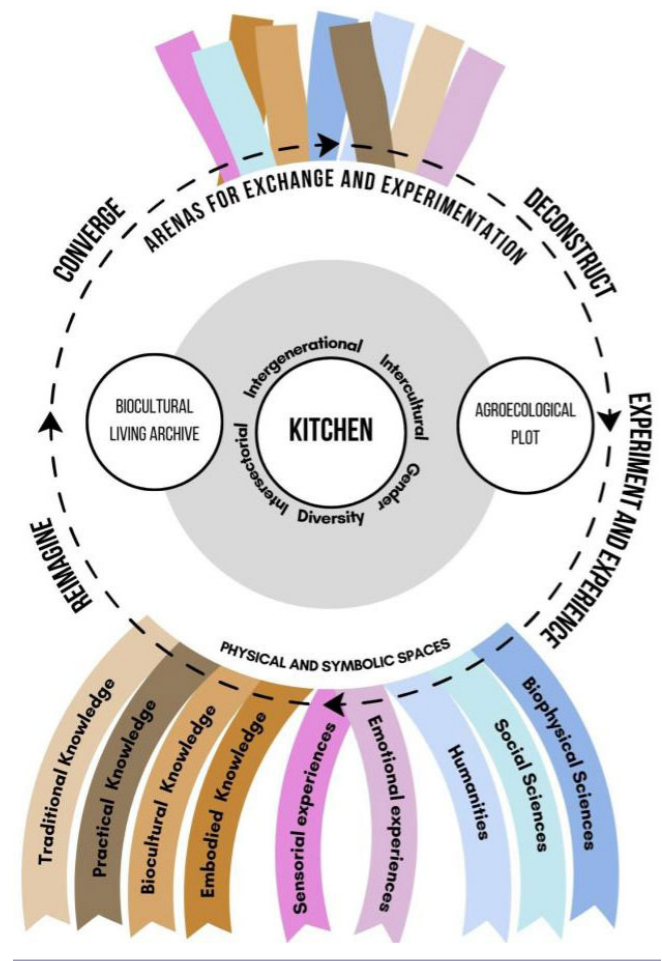 ARENAS FOR EXCHANGE AND EXPERIMENTATION
CONVERGE
DECONSTRUCT
Intergenerational
Intercultural
BIOCULTURAL
LIVING ARCHIVE
KITCHEN
AGROECOLOGICAL
PLOT
Intersectorial
Gender
Diversity
EXPERIMENT AND EXPERIENCE
REIMAGINE
PHYSICAL AND SYMBOLIC SPACES
Traditional Knowledge
Practical Knowledge
Biocultural Knowledge
Embodied Knowledge
Sensorial experiences
Emotional experiences
Humanities
Social Sciences
Biophysical Sciences